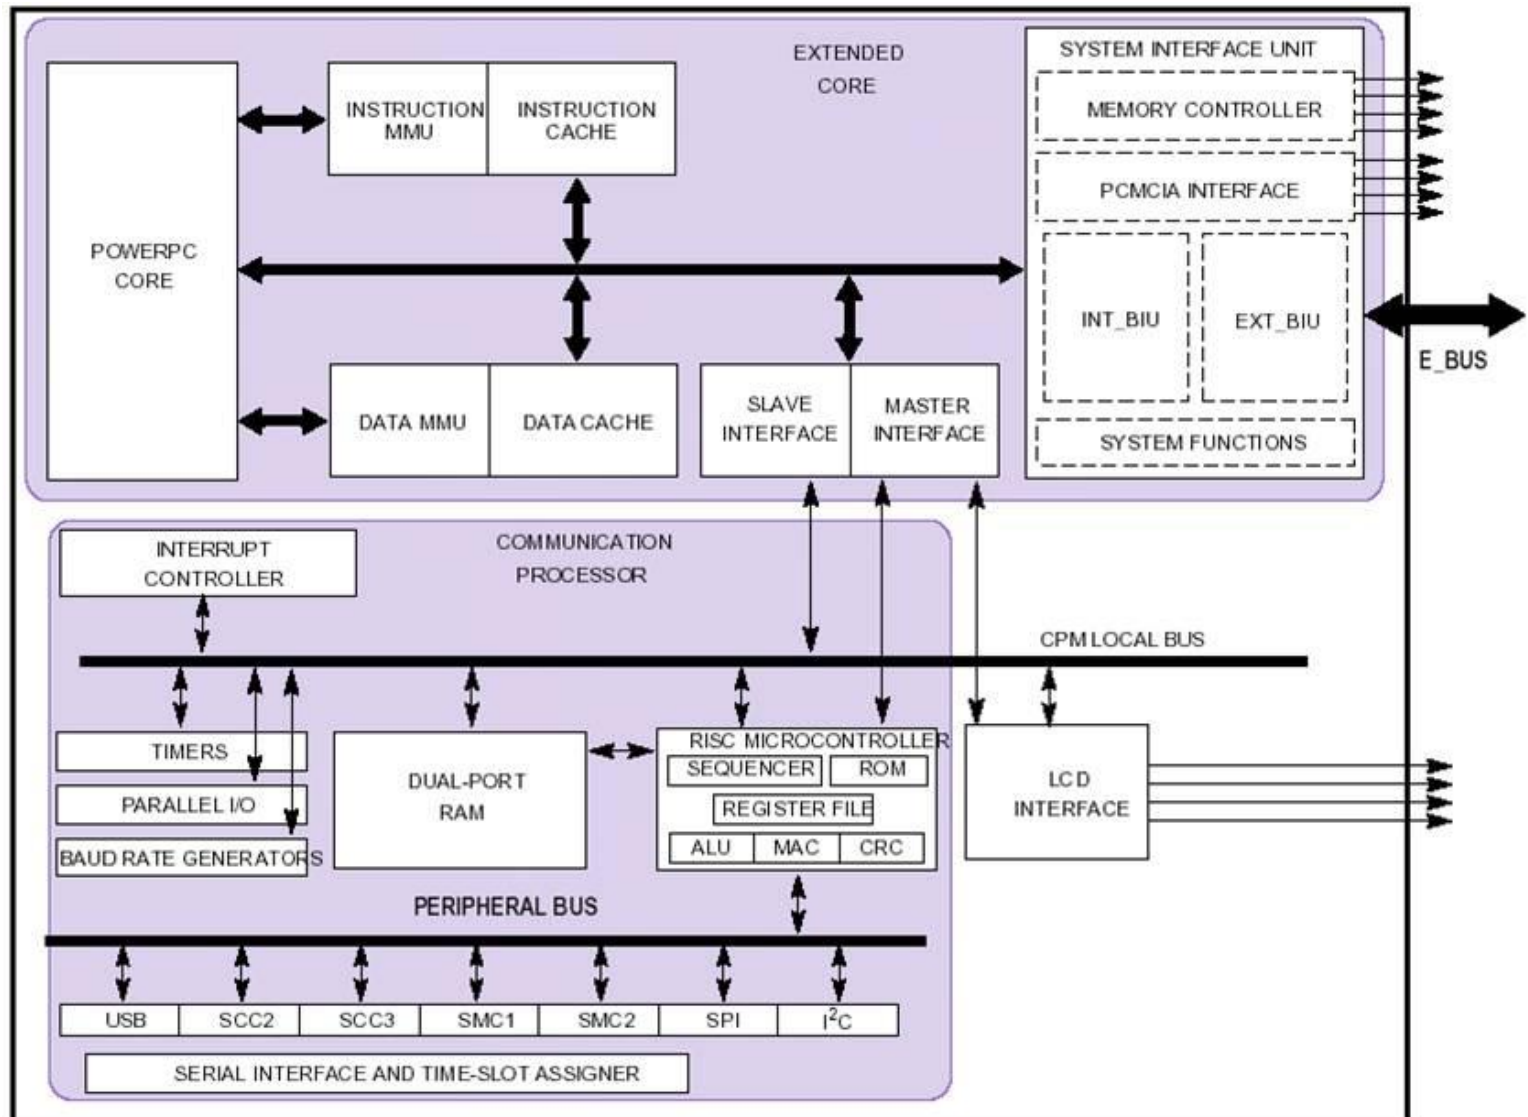 EXTENDED
CORE
SYSTEM INTERFACE UNIT
MEMORY CONTROLLER
PCMCIA INTERFACE
INT_BIU
EXT_BIU
SYSTEM FUNCTIONS
E_BUS
POWERPC
CORE
INSTRUCTION
MMU
INSTRUCTION
CACHE
DATA MMU
DATA CACHE
SLAVE
INTERFACE
MASTER
INTERFACE
COMMUNICATION
PROCESSOR
INTERRUPT
CONTROLLER
CPM LOCAL BUS
TIMERS
PARALLEL I/O
BAUD RATE GENERATORS
DUAL-PORT
RAM
RISC MICROCONTROLLER
SEQUENCER
ROM
REGISTER FILE
ALU
MAC
CRC
LCD
INTERFACE
PERIPHERAL BUS
USB
SCC2
SCC3
SMC1
SMC2
SPI
I²C
SERIAL INTERFACE AND TIME-SLOT ASSIGNER